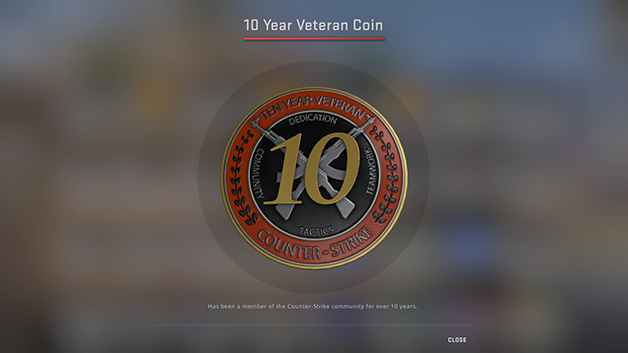 10 Year Veteran Coin
TEN YEAR VETERAN
DEDICATION
COMMUNITY
10
TEAMWORK
TACTICS
COUNTER-STRIKE
Has been a member of the Counter-Strike community for over 10 years.
CLOSE